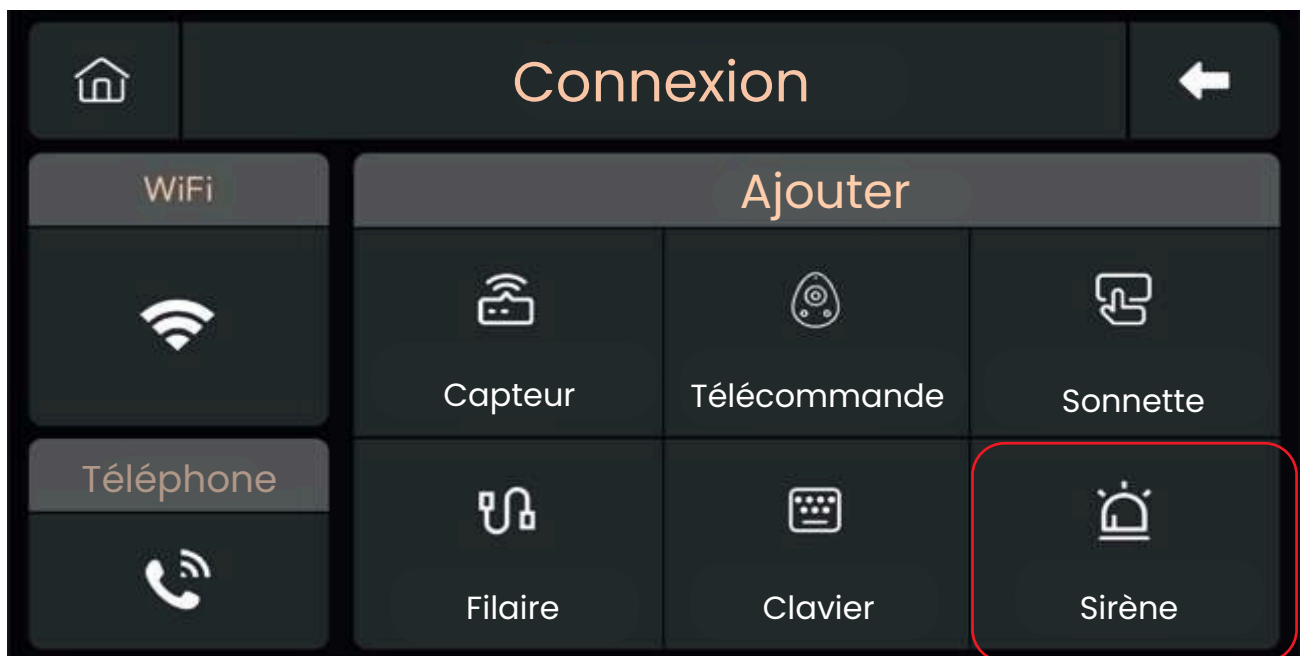 Connexion
WiFi
Ajouter
Capteur
Télécommande
Sonnette
Téléphone
Filaire
Clavier
Sirène